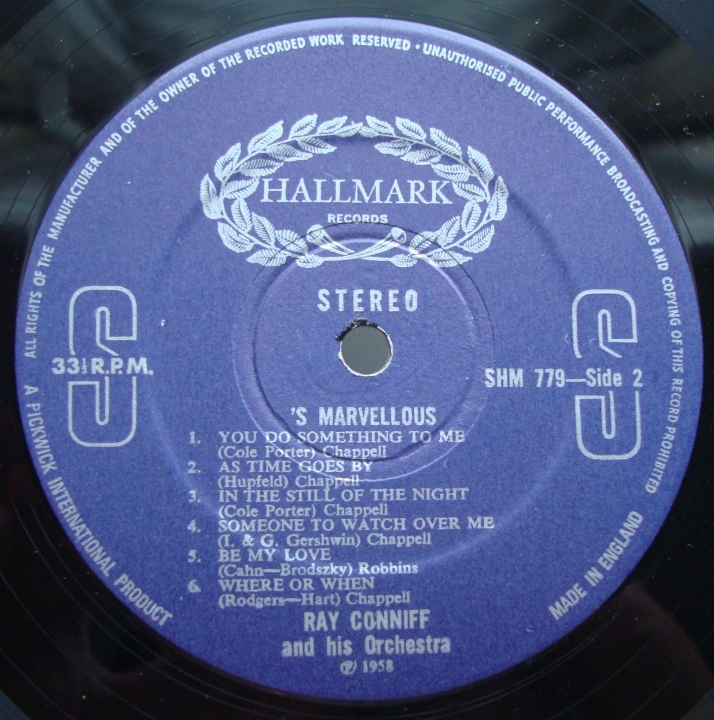 ALL RIGHTS OF THE MANUFACTURER AND OF THE OWNER OF THE RECORDED WORK RESERVED • UNAUTHORISED PUBLIC PERFORMANCE BROADCASTING AND COPYING OF THIS RECORD PROHIBITED
HALLMARK
RECORDS
STEREO
S
S
33⅓ R.P.M.
SHM 779—Side 2
'S MARVELLOUS
1. YOU DO SOMETHING TO ME
(Cole Porter) Chappell
2. AS TIME GOES BY
(Hupfeld) Chappell
3. IN THE STILL OF THE NIGHT
(Cole Porter) Chappell
4. SOMEONE TO WATCH OVER ME
(I. & G. Gershwin) Chappell
5. BE MY LOVE
(Cahn—Brodszky) Robbins
6. WHERE OR WHEN
(Rodgers—Hart) Chappell
RAY CONNIFF
and his Orchestra
℗ 1958
A PICKWICK INTERNATIONAL PRODUCT
MADE IN ENGLAND